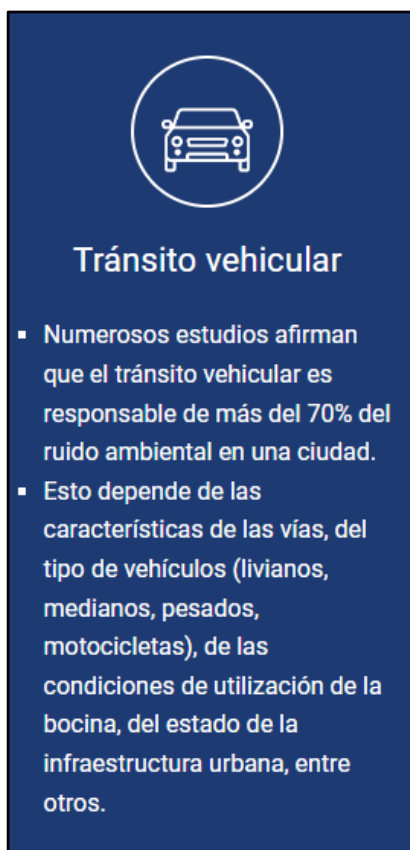 Tránsito vehicular
▪ Numerosos estudios afirman
que el tránsito vehicular es
responsable de más del 70% del
ruido ambiental en una ciudad.
▪ Esto depende de las
características de las vías, del
tipo de vehículos (livianos,
medianos, pesados,
motocicletas), de las
condiciones de utilización de la
bocina, del estado de la
infraestructura urbana, entre
otros.